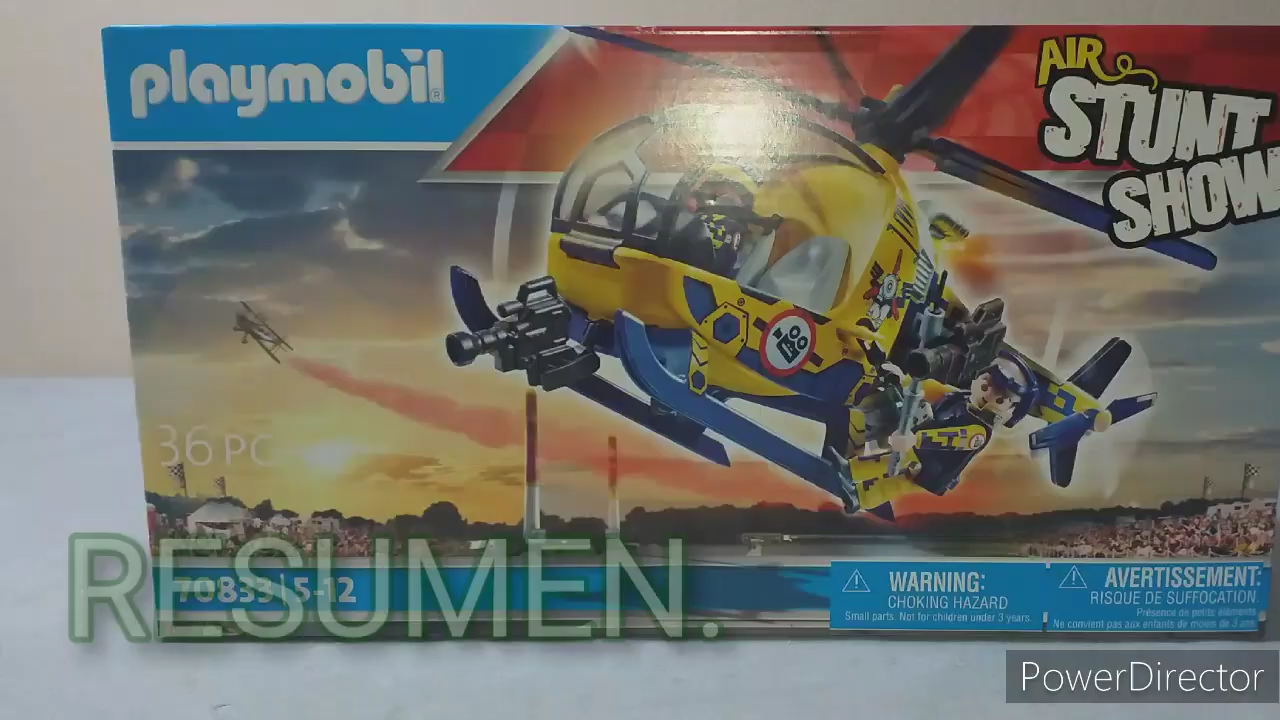 playmobil®
AIR
STUNT
SHOW
36 PC
RESUMEN.
70833|5-12
WARNING:
CHOKING HAZARD
Small parts. Not for children under 3 years.
AVERTISSEMENT:
RISQUE DE SUFFOCATION.
Présence de petits éléments
Ne convient pas aux enfants de moins de 3 ans.
PowerDirector